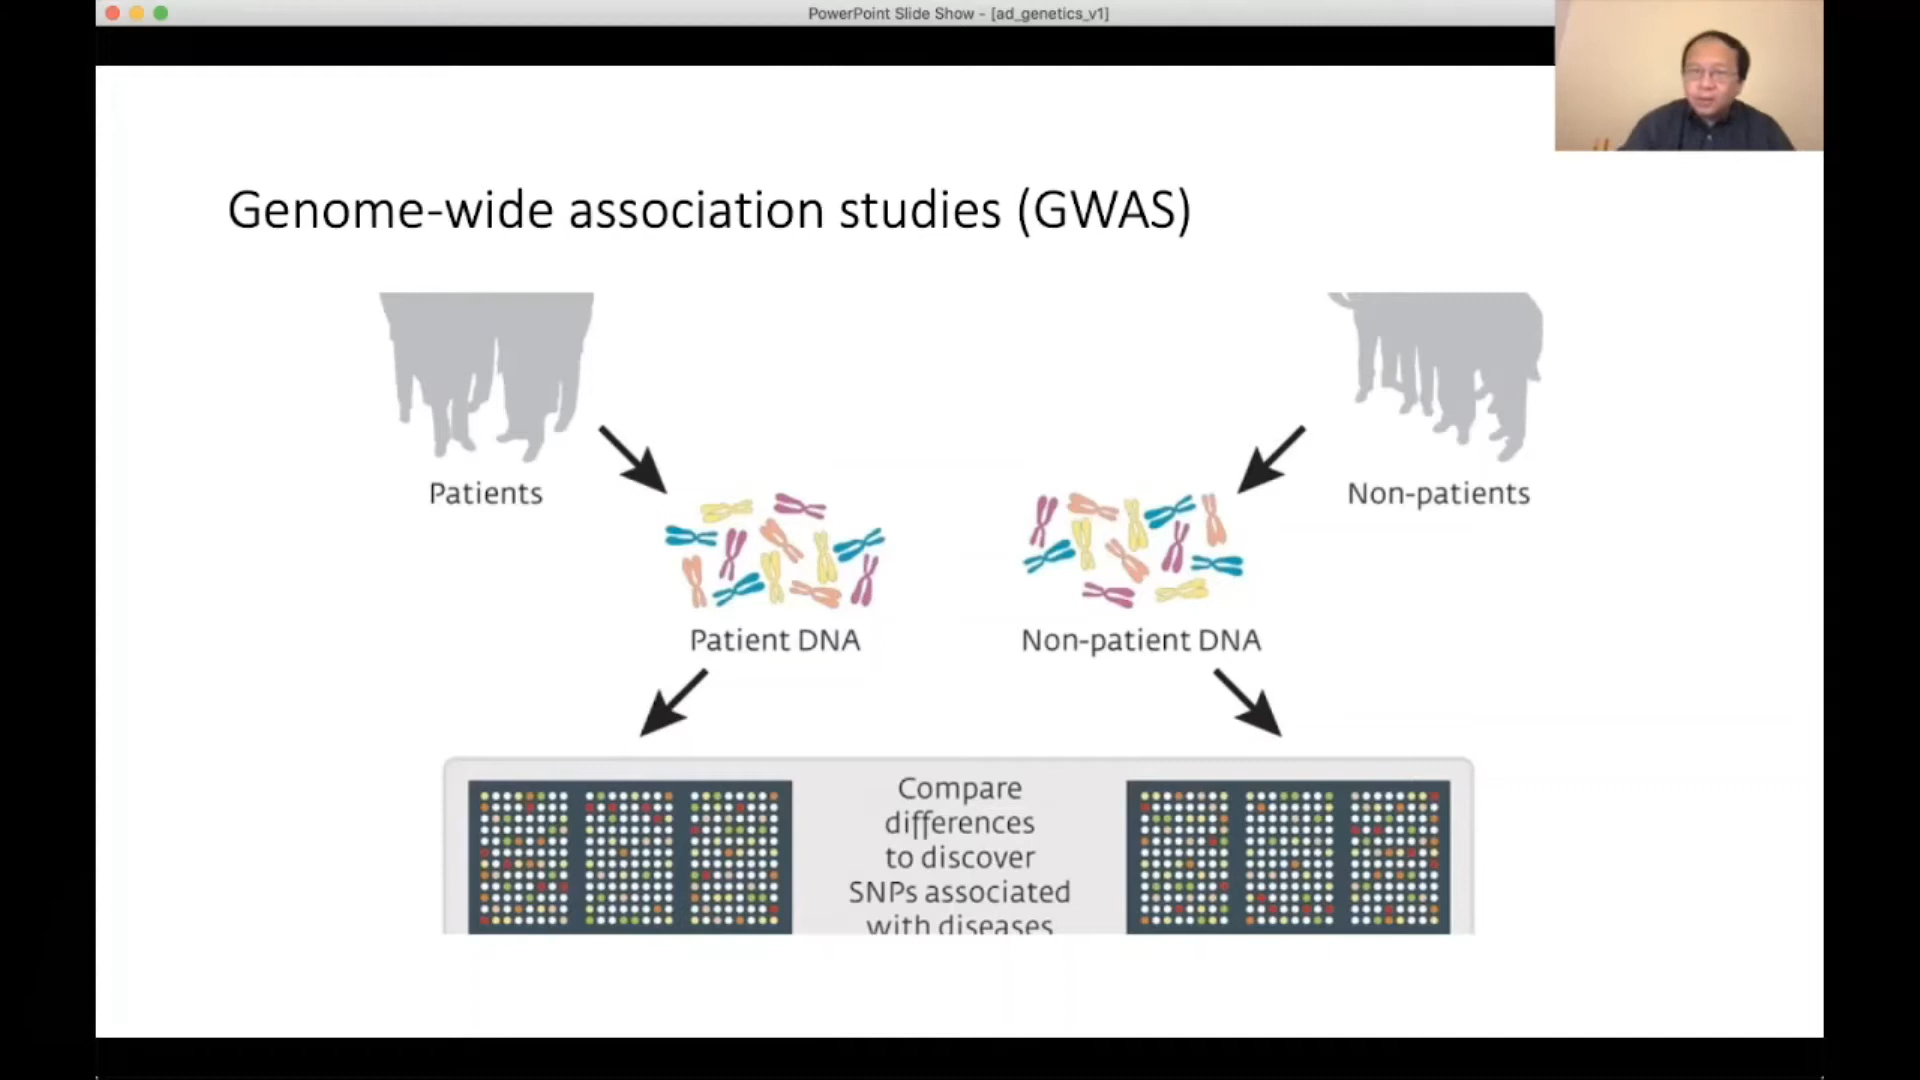 PowerPoint Slide Show - [ad_genetics_v1]
Genome-wide association studies (GWAS)
Patients
Non-patients
Patient DNA
Non-patient DNA
Compare
differences
to discover
SNPs associated
with diseases